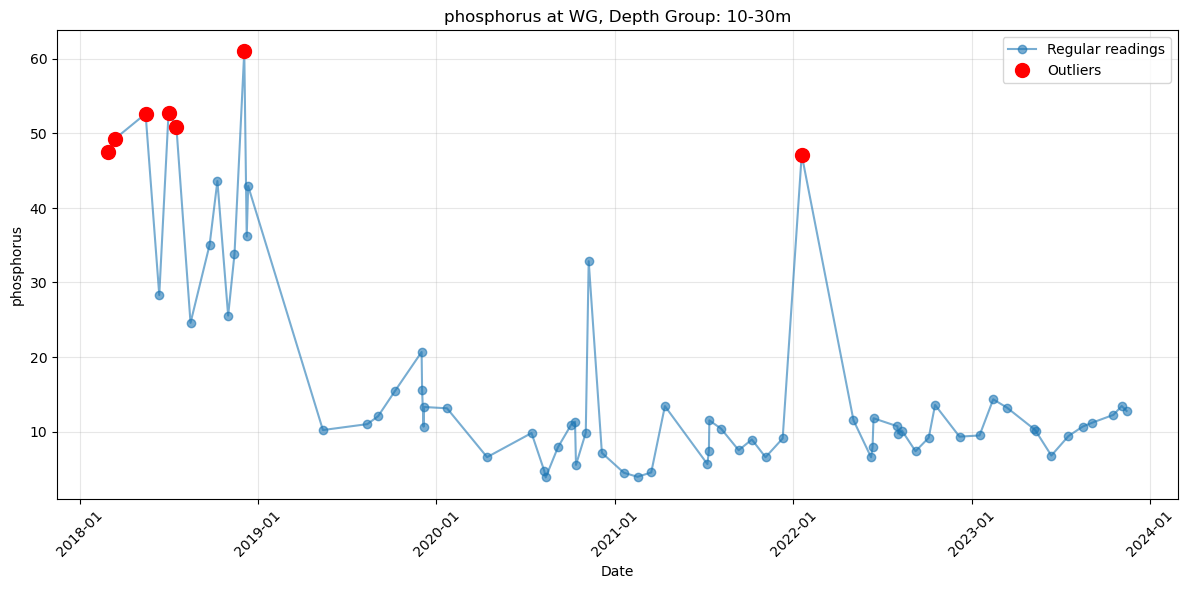 phosphorus at WG, Depth Group: 10-30m
Regular readings
Outliers
phosphorus
60
50
40
30
20
10
2018-01
2019-01
2020-01
2021-01
2022-01
2023-01
2024-01
Date